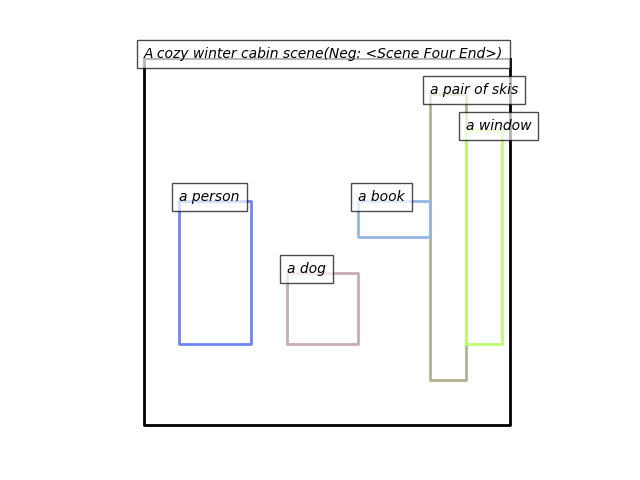 A cozy winter cabin scene(Neg: <Scene Four End>)
a pair of skis
a window
a person
a book
a dog